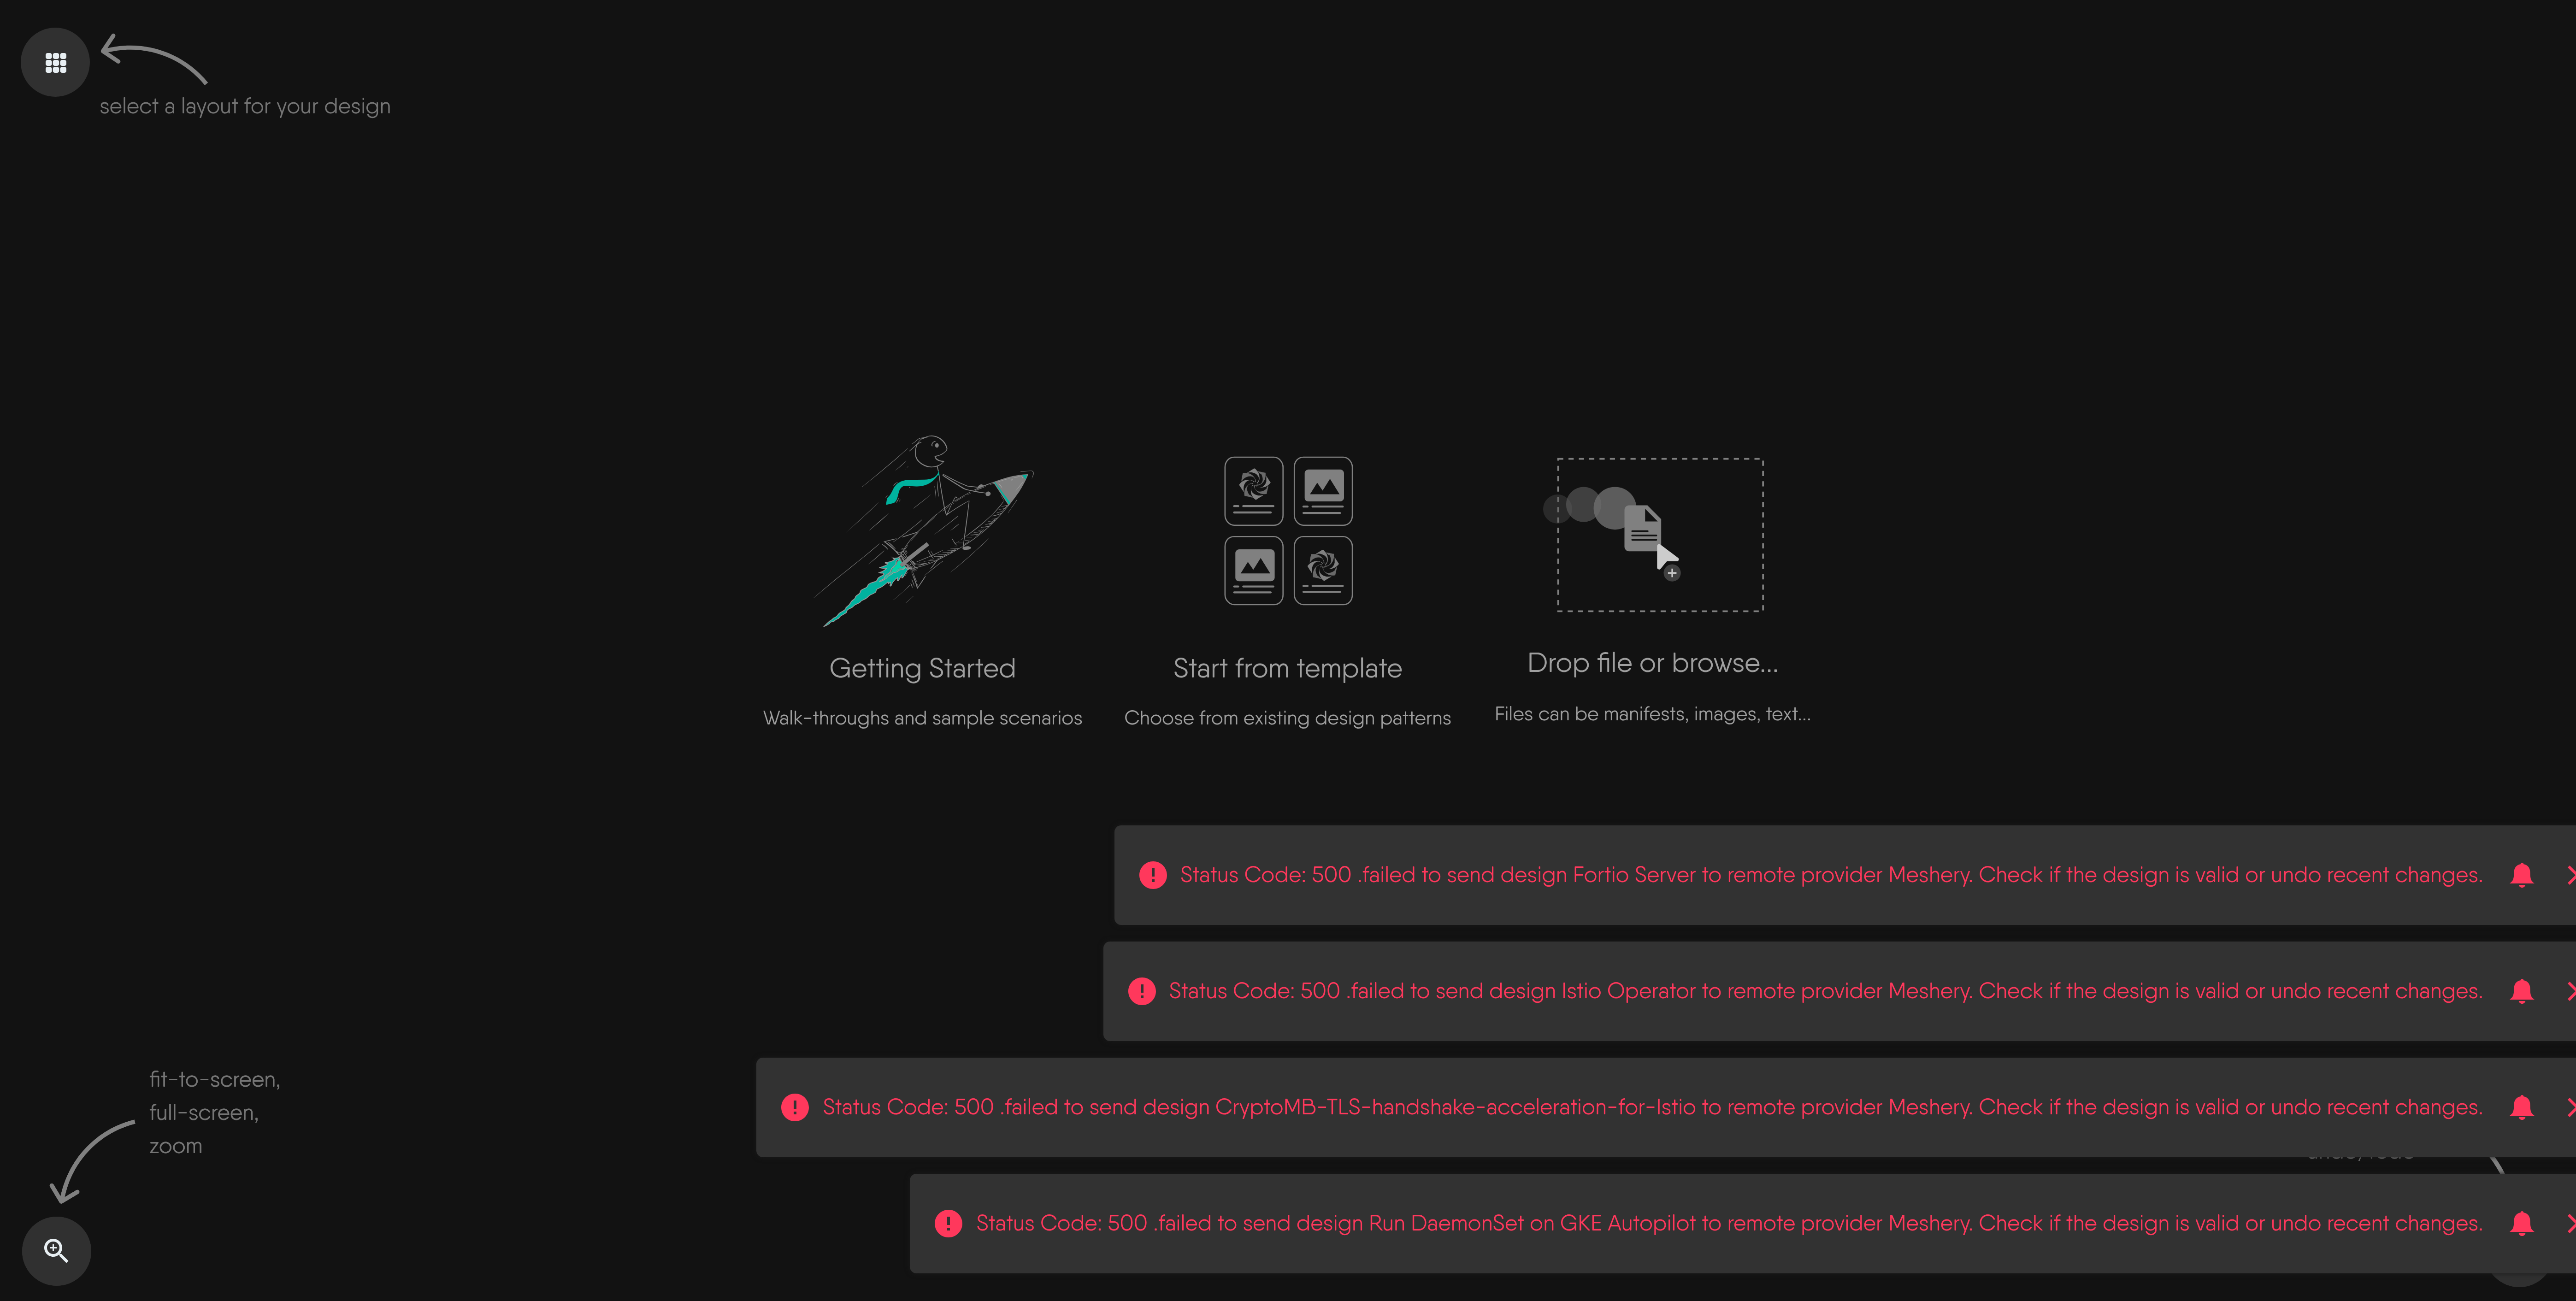 select a layout for your design
Getting Started
Start from template
Drop file or browse...
Walk-throughs and sample scenarios
Choose from existing design patterns
Files can be manifests, images, text...
Status Code: 500 .failed to send design Fortio Server to remote provider Meshery. Check if the design is valid or undo recent changes.
Status Code: 500 .failed to send design Istio Operator to remote provider Meshery. Check if the design is valid or undo recent changes.
fit-to-screen,
full-screen,
zoom
Status Code: 500 .failed to send design CryptoMB-TLS-handshake-acceleration-for-Istio to remote provider Meshery. Check if the design is valid or undo recent changes.
Status Code: 500 .failed to send design Run DaemonSet on GKE Autopilot to remote provider Meshery. Check if the design is valid or undo recent changes.